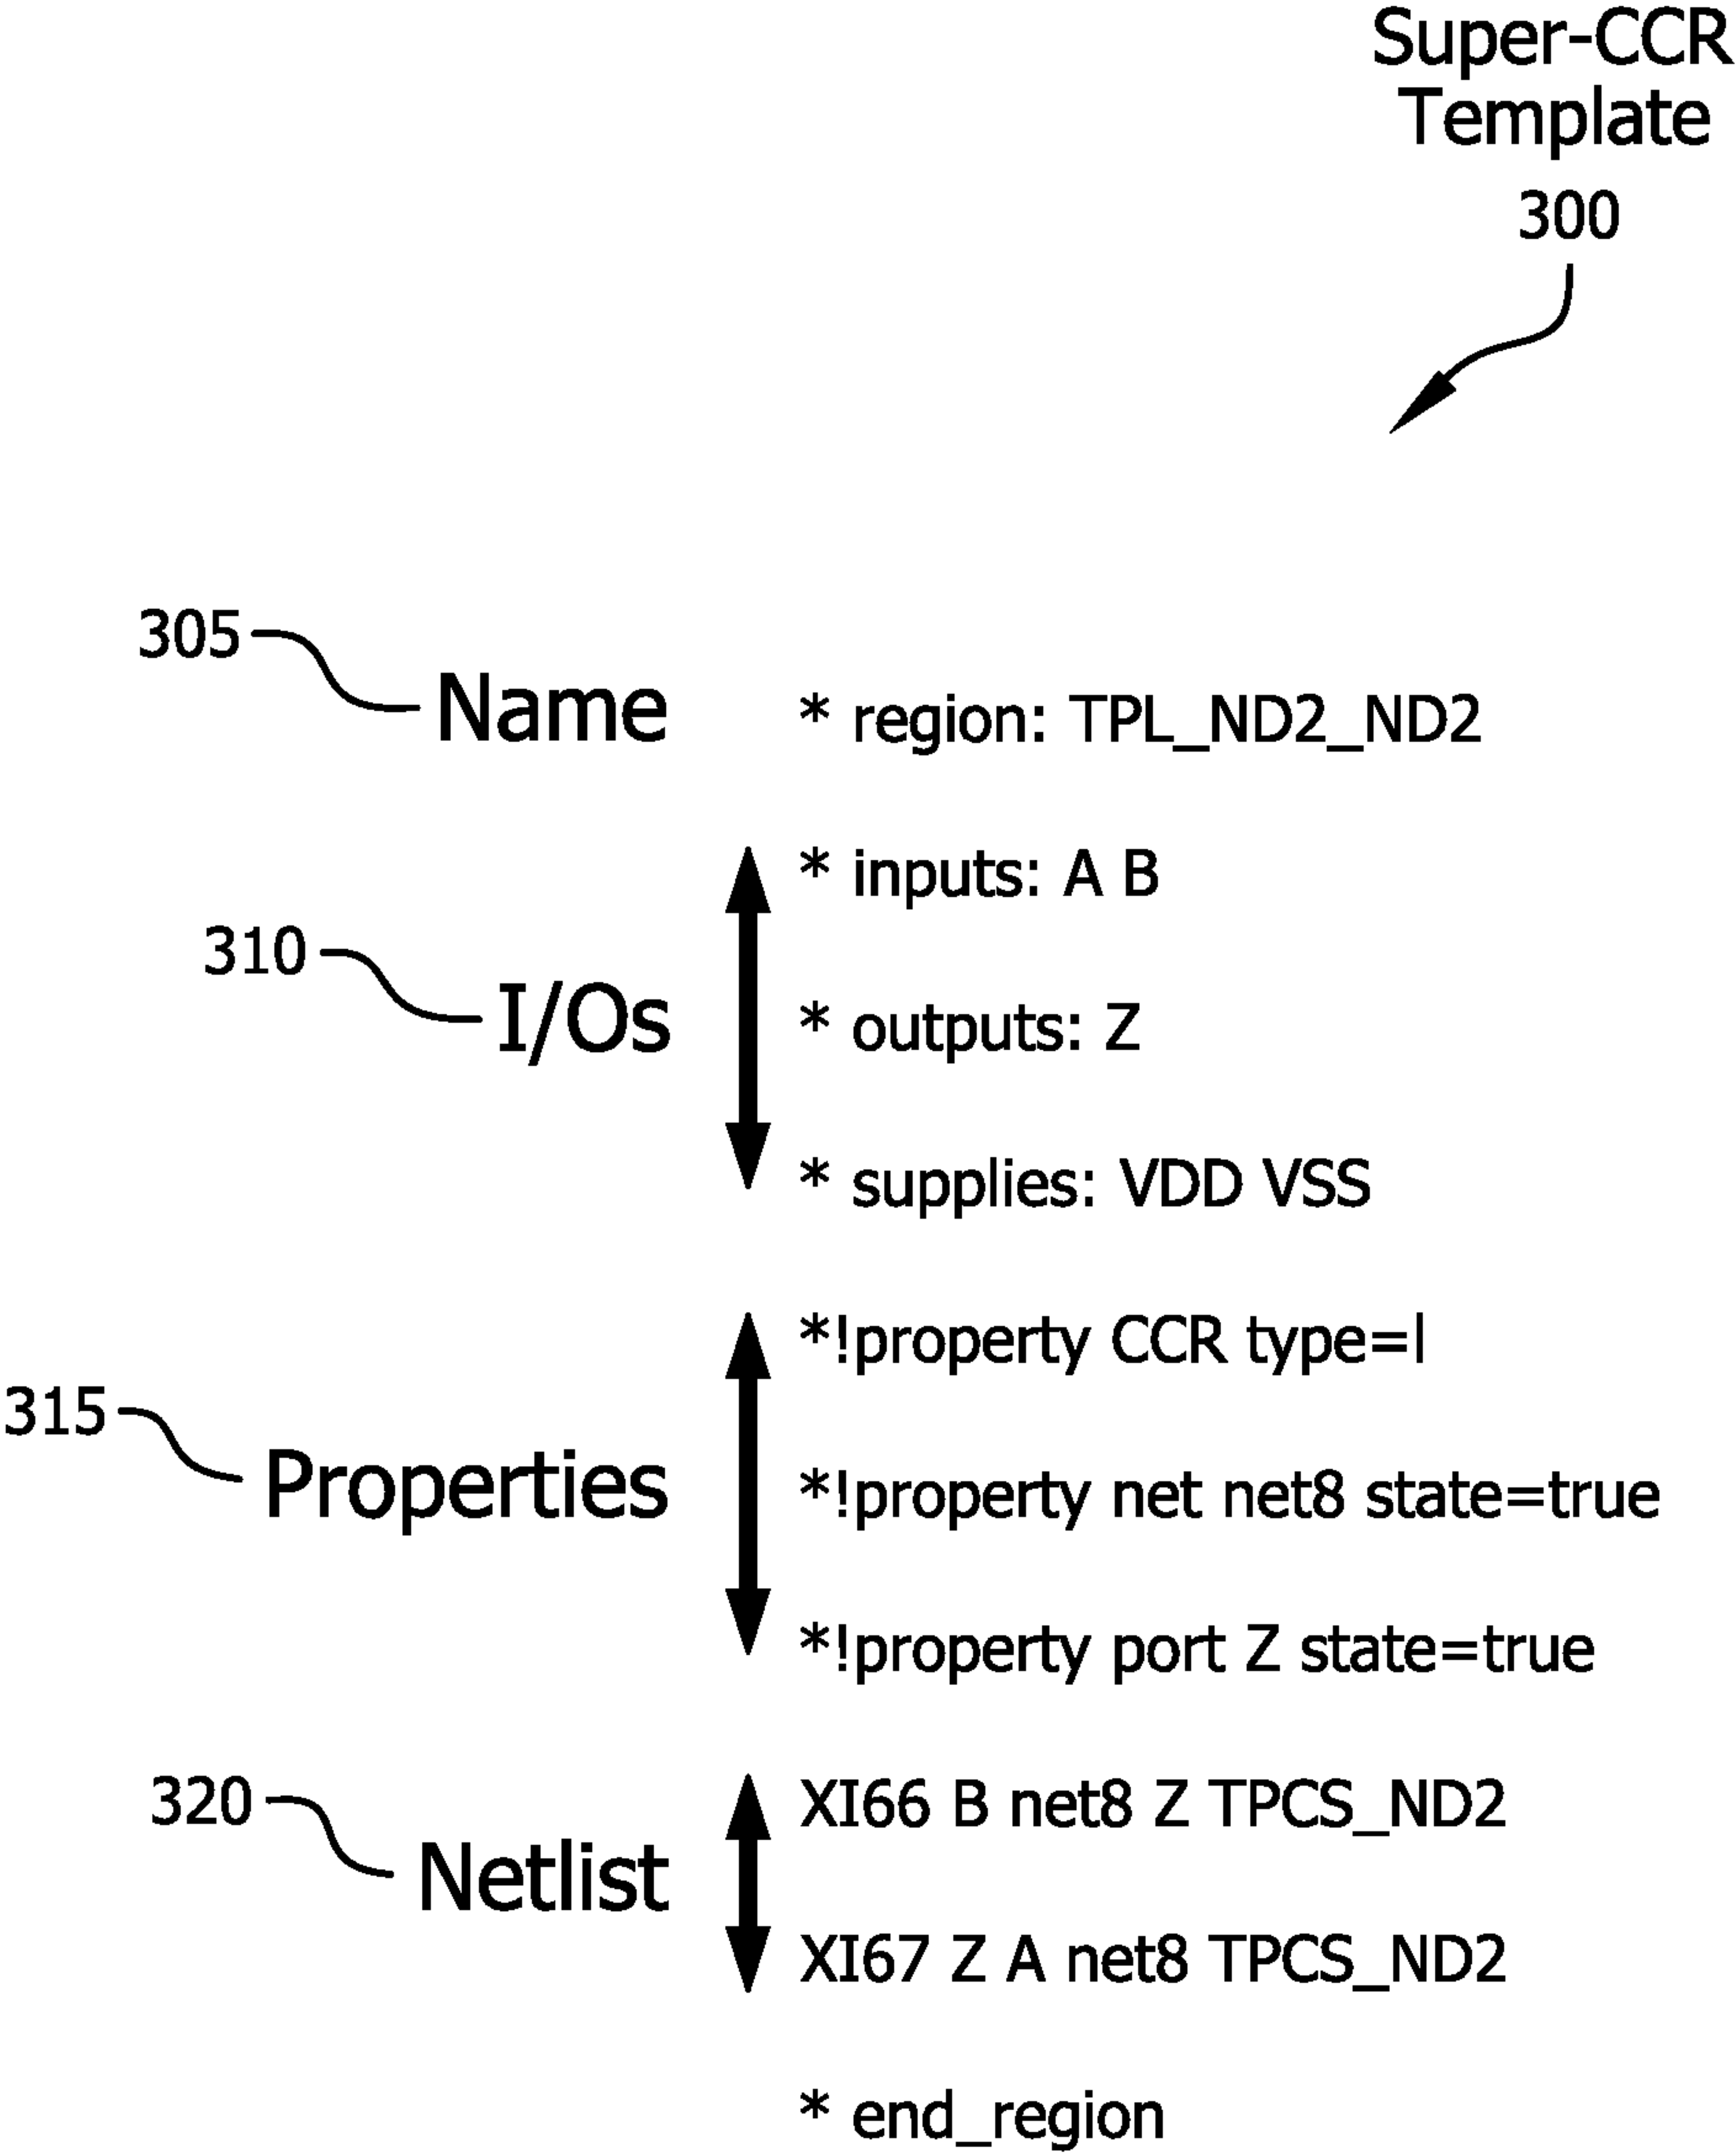 Super-CCR
Template
300
305
Name
* region: TPL_ND2_ND2
* inputs: A B
310
I/Os
* outputs: Z
* supplies: VDD VSS
*!property CCR type=l
315
Properties
*!property net net8 state=true
*!property port Z state=true
320
Netlist
XI66 B net8 Z TPCS_ND2
XI67 Z A net8 TPCS_ND2
* end_region